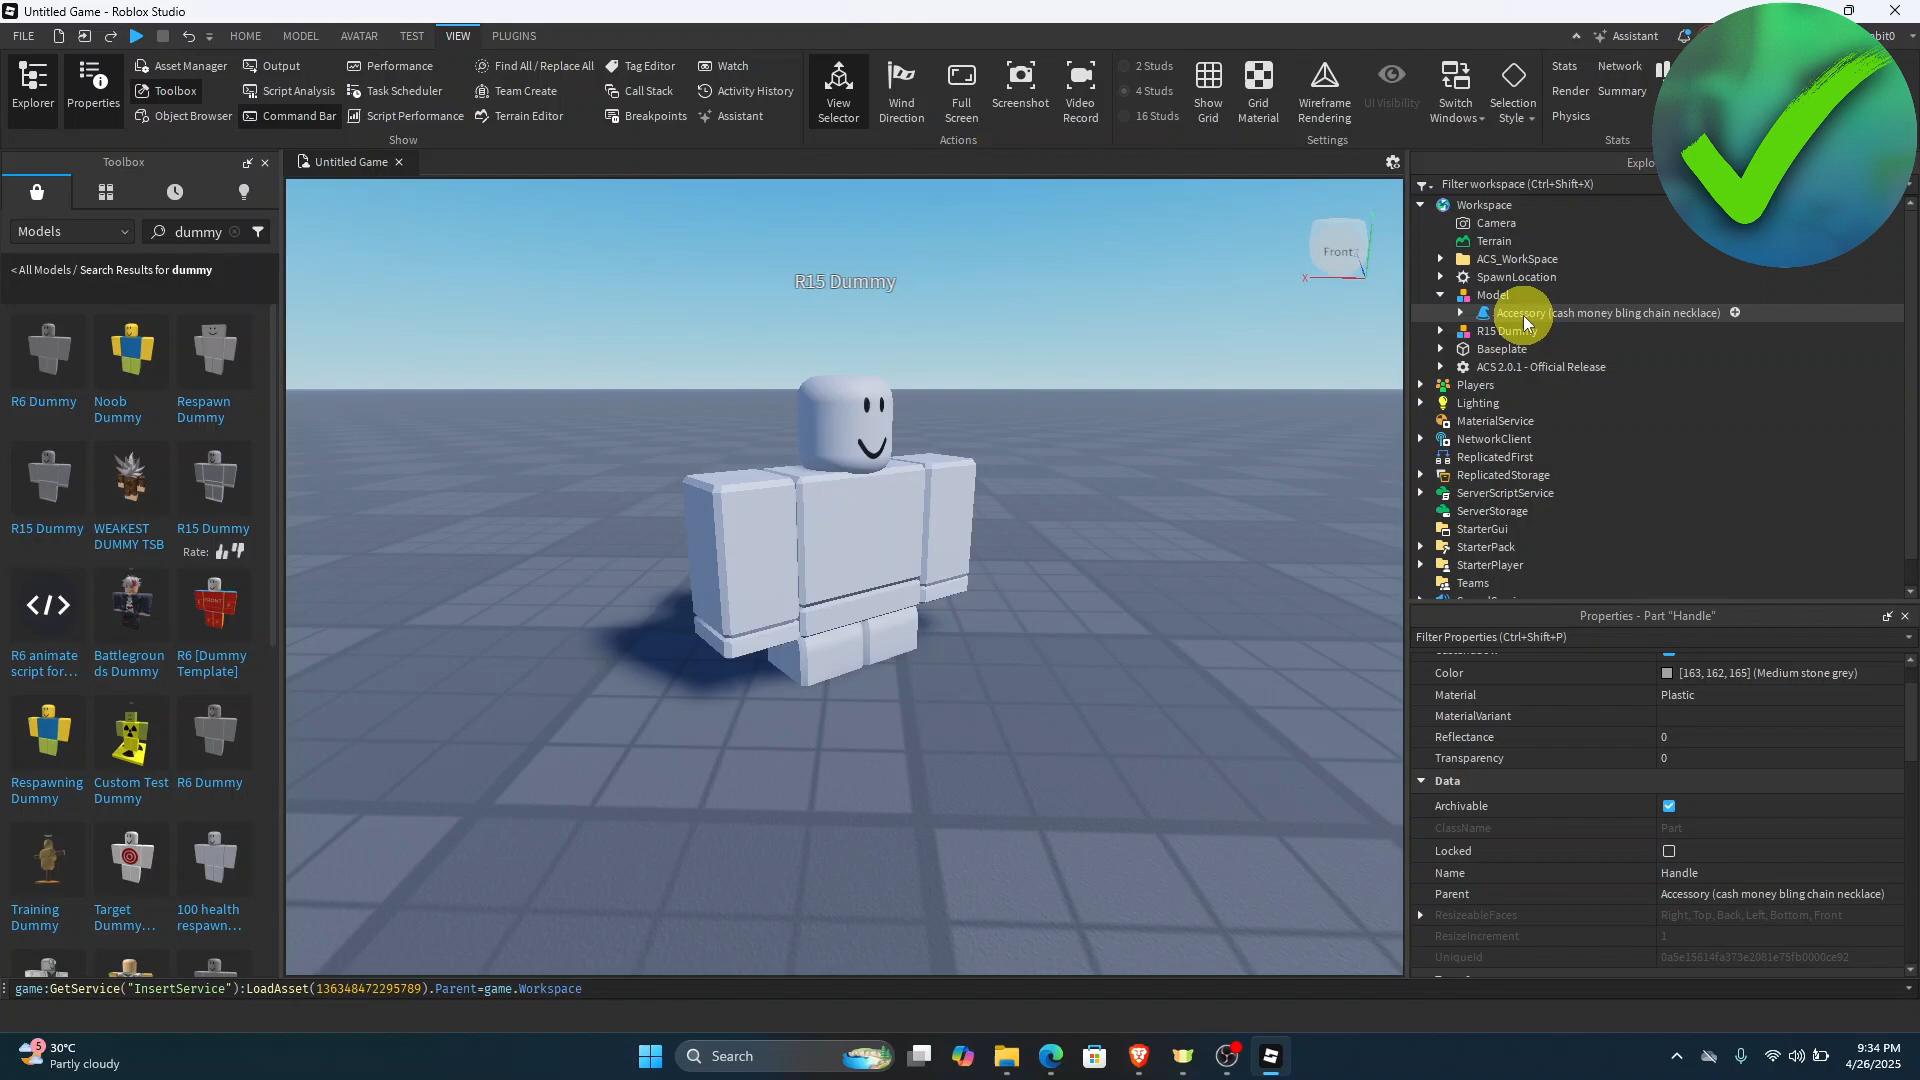 Untitled Game - Roblox Studio
FILE HOME MODEL AVATAR TEST VIEW PLUGINS Assistant
Explorer
Properties
Asset Manager
Toolbox
Object Browser
Output
Script Analysis
Command Bar
Performance
Task Scheduler
Script Performance
Find All / Replace All
Team Create
Terrain Editor
Tag Editor
Call Stack
Breakpoints
Watch
Activity History
Assistant
Show
View Selector
Wind Direction
Full Screen
Screenshot
Video Record
Actions
2 Studs
4 Studs
16 Studs
Show Grid
Grid Material
Wireframe Rendering
UI Visibility
Switch Windows
Selection Style
Settings
Stats
Network
Render
Summary
Physics
Stats
Toolbox
Models
dummy
< All Models / Search Results for dummy
R6 Dummy
Noob Dummy
Respawn Dummy
R15 Dummy
WEAKEST DUMMY TSB
R15 Dummy
Rate:
R6 animate script for...
Battlegroun ds Dummy
R6 [Dummy Template]
Respawning Dummy
Custom Test Dummy
R6 Dummy
Training Dummy
Target Dummy...
100 health respawn...
Untitled Game
R15 Dummy
Front
X
Filter workspace (Ctrl+Shift+X)
Workspace
Camera
Terrain
ACS_WorkSpace
SpawnLocation
Model
Accessory (cash money bling chain necklace)
R15 Dummy
Baseplate
ACS 2.0.1 - Official Release
Players
Lighting
MaterialService
NetworkClient
ReplicatedFirst
ReplicatedStorage
ServerScriptService
ServerStorage
StarterGui
StarterPack
StarterPlayer
Teams
Properties - Part "Handle"
Filter Properties (Ctrl+Shift+P)
Color [163, 162, 165] (Medium stone grey)
Material Plastic
MaterialVariant
Reflectance 0
Transparency 0
Data
Archivable
ClassName Part
Locked
Name Handle
Parent Accessory (cash money bling chain necklace)
ResizeableFaces Right, Top, Back, Left, Bottom, Front
ResizeIncrement 1
UniqueId 0a5e15614fa373e2081e75fb0000ce92
game:GetService("InsertService"):LoadAsset(136348472295789).Parent=game.Workspace
5
30°C
Partly cloudy
Search
9:34 PM
4/26/2025